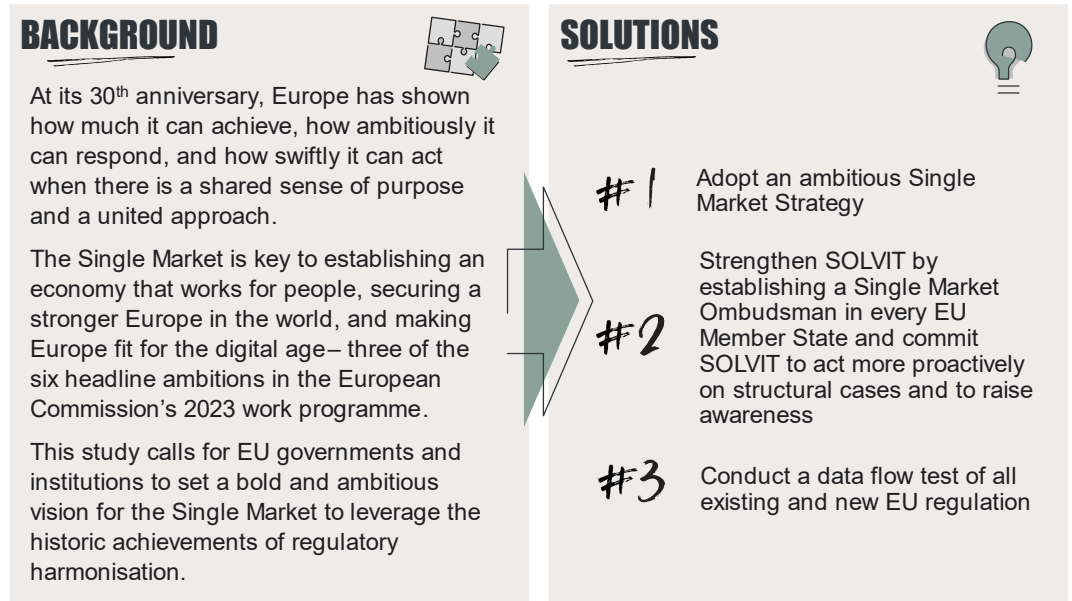 BACKGROUND
At its 30th anniversary, Europe has shown
how much it can achieve, how ambitiously it
can respond, and how swiftly it can act
when there is a shared sense of purpose
and a united approach.
The Single Market is key to establishing an
economy that works for people, securing a
stronger Europe in the world, and making
Europe fit for the digital age– three of the
six headline ambitions in the European
Commission’s 2023 work programme.
This study calls for EU governments and
institutions to set a bold and ambitious
vision for the Single Market to leverage the
historic achievements of regulatory
harmonisation.
SOLUTIONS
#1
Adopt an ambitious Single
Market Strategy
#2
Strengthen SOLVIT by
establishing a Single Market
Ombudsman in every EU
Member State and commit
SOLVIT to act more proactively
on structural cases and to raise
awareness
#3
Conduct a data flow test of all
existing and new EU regulation